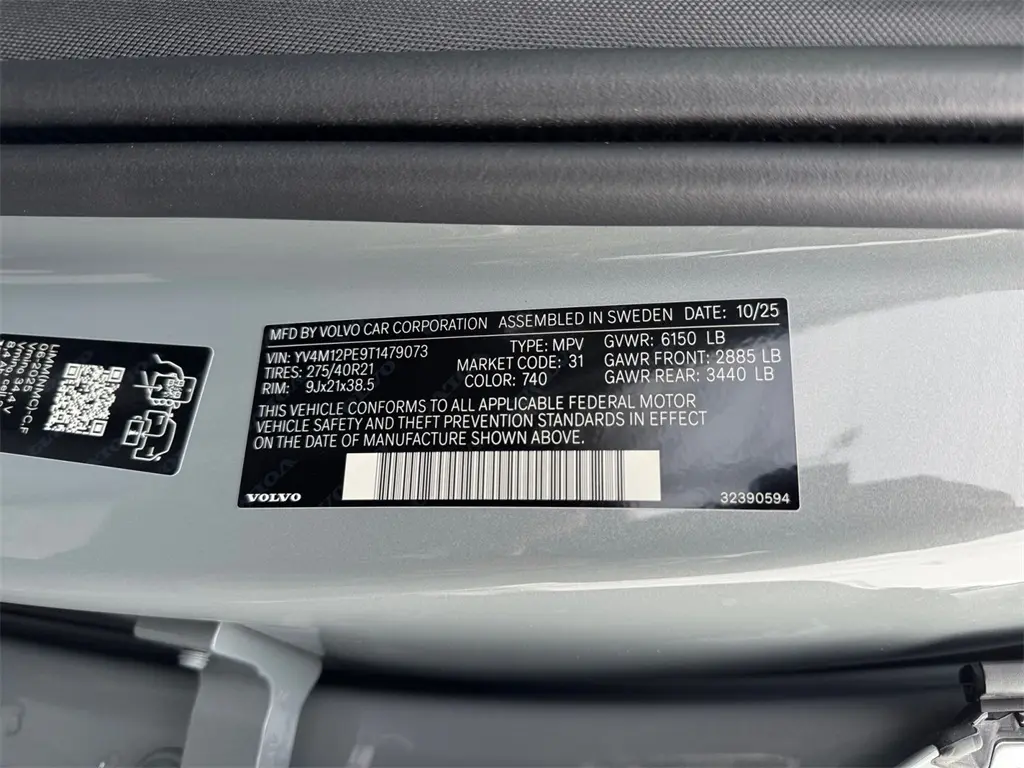 MFD BY VOLVO CAR CORPORATION ASSEMBLED IN SWEDEN DATE: 10/25
VIN: YV4M12PE9T1479073 TYPE: MPV GVWR: 6150 LB
TIRES: 275/40R21 MARKET CODE: 31 GAWR FRONT: 2885 LB
RIM: 9Jx21x38.5 COLOR: 740 GAWR REAR: 3440 LB
THIS VEHICLE CONFORMS TO ALL APPLICABLE FEDERAL MOTOR
VEHICLE SAFETY AND THEFT PREVENTION STANDARDS IN EFFECT
ON THE DATE OF MANUFACTURE SHOWN ABOVE.
VOLVO 32390594